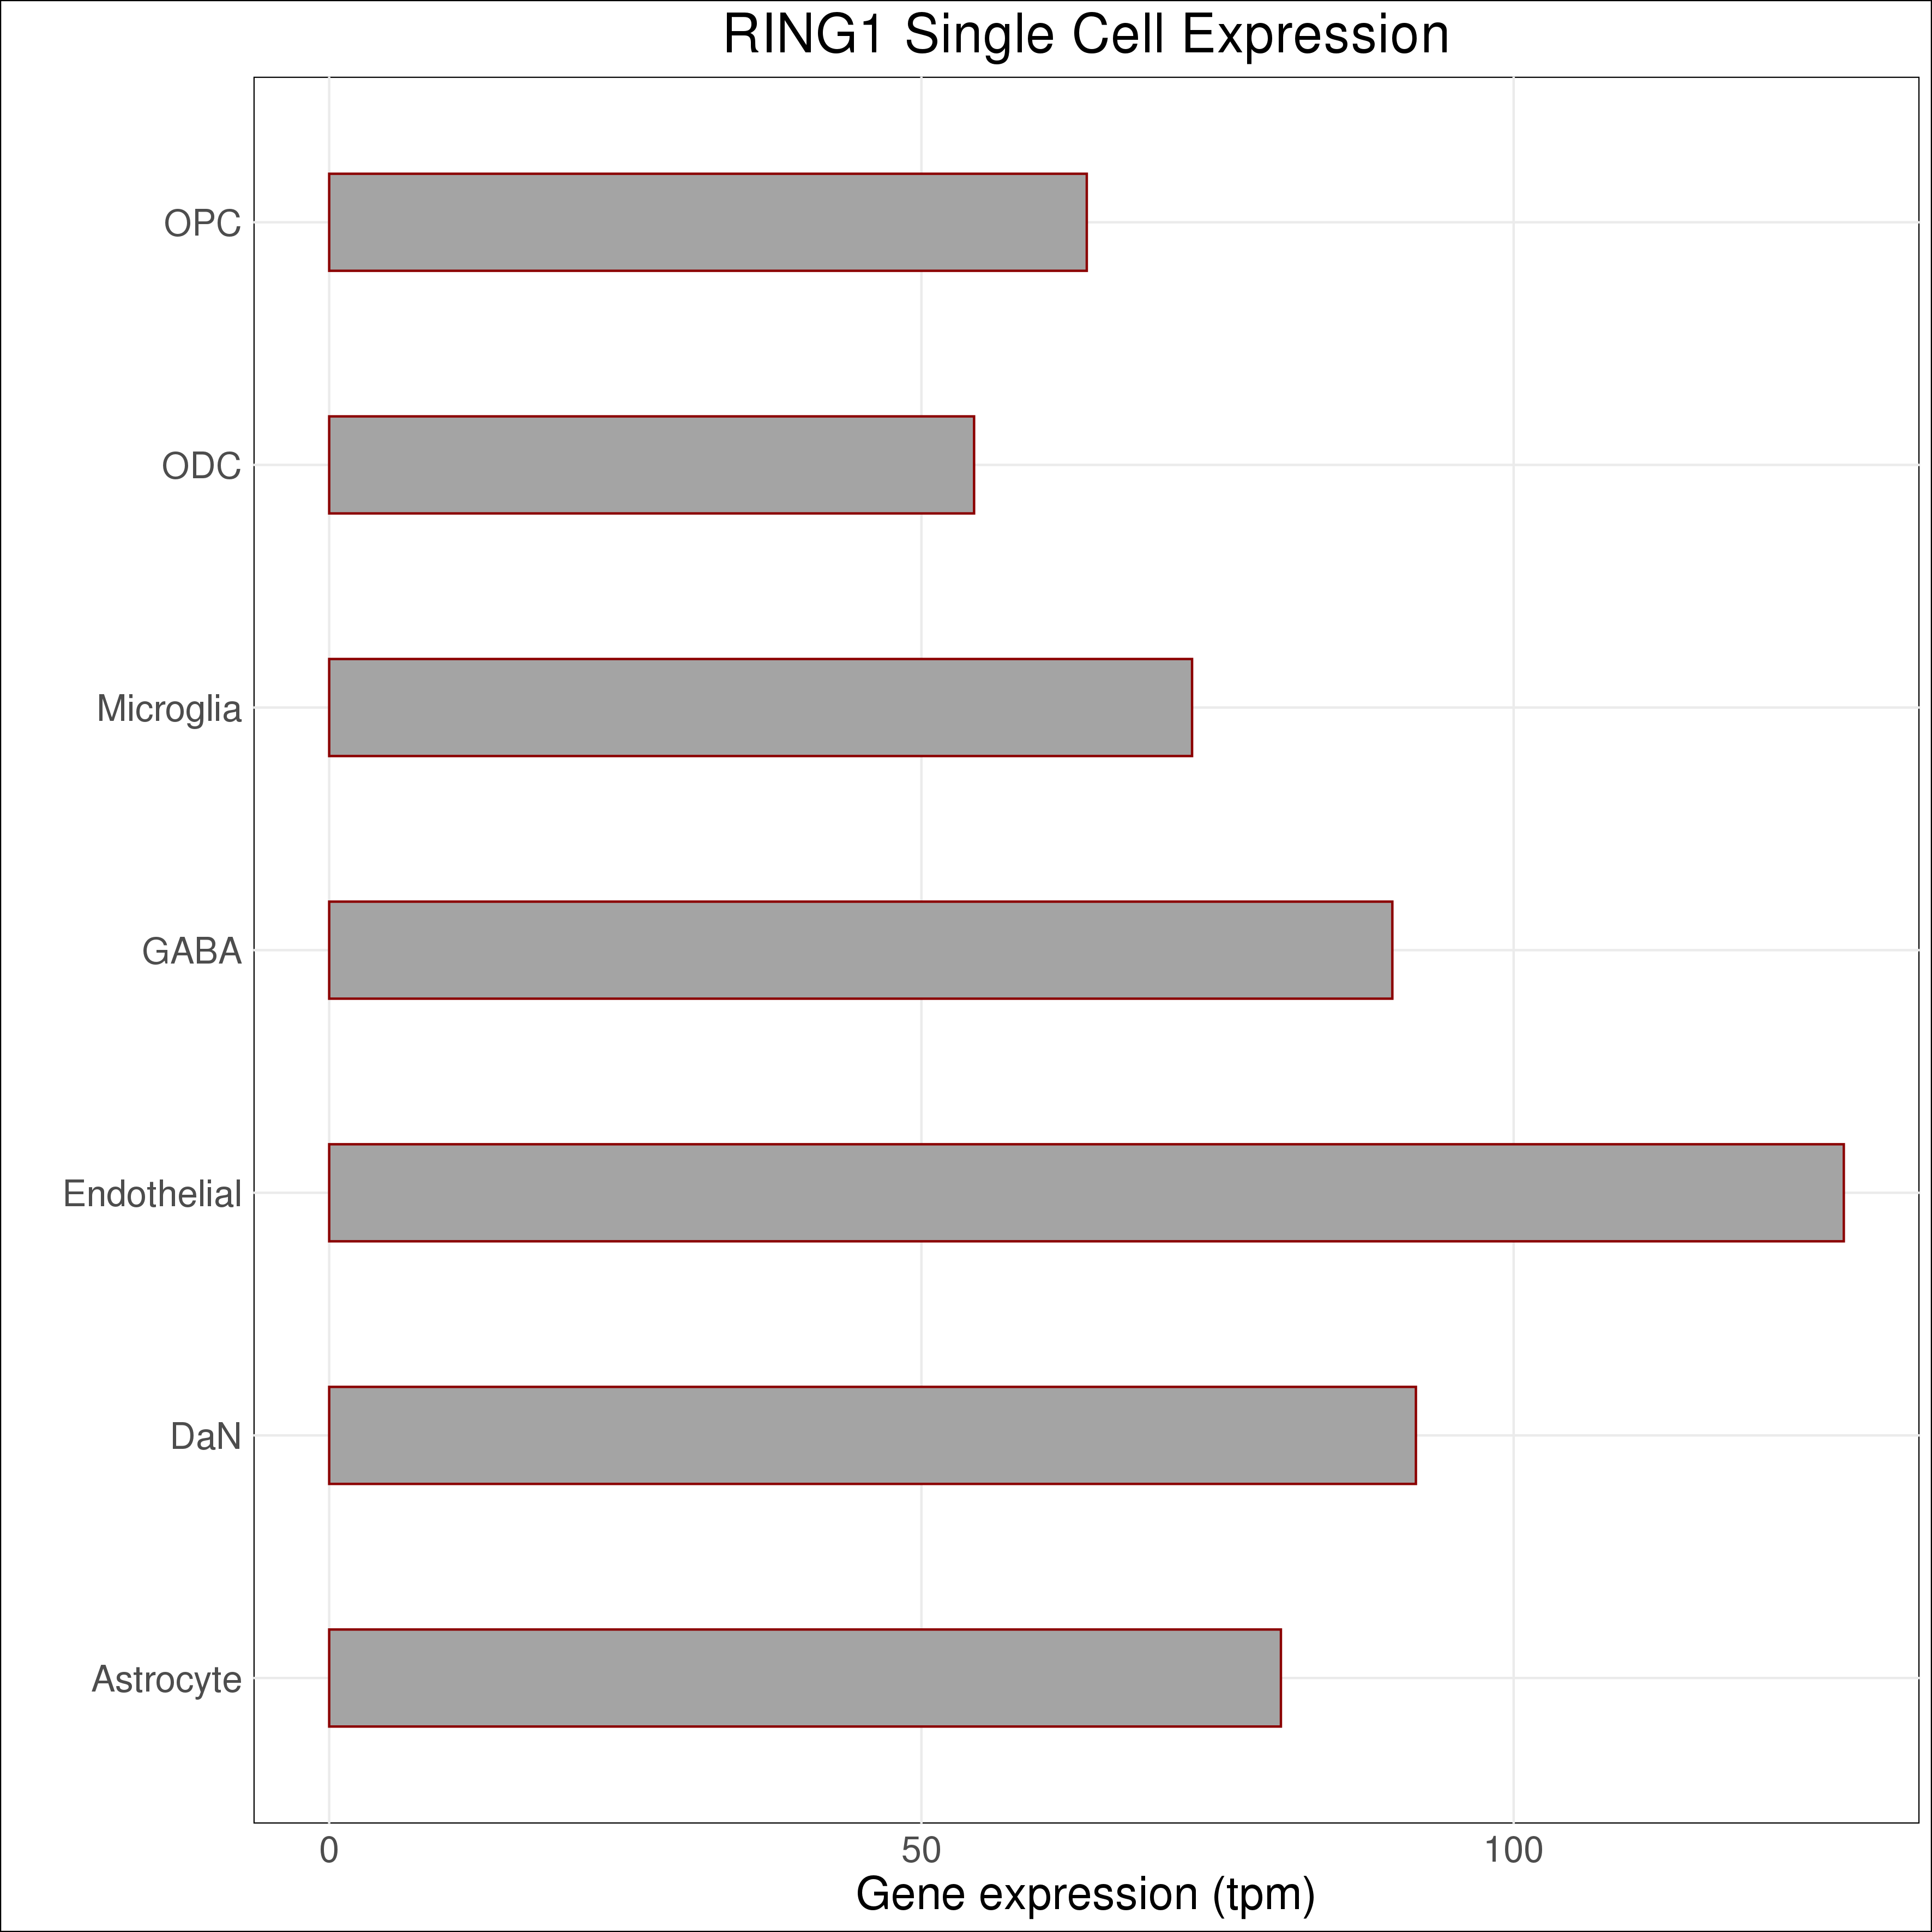 RING1 Single Cell Expression
OPC
ODC
Microglia
GABA
Endothelial
DaN
Astrocyte
0 50 100
Gene expression (tpm)